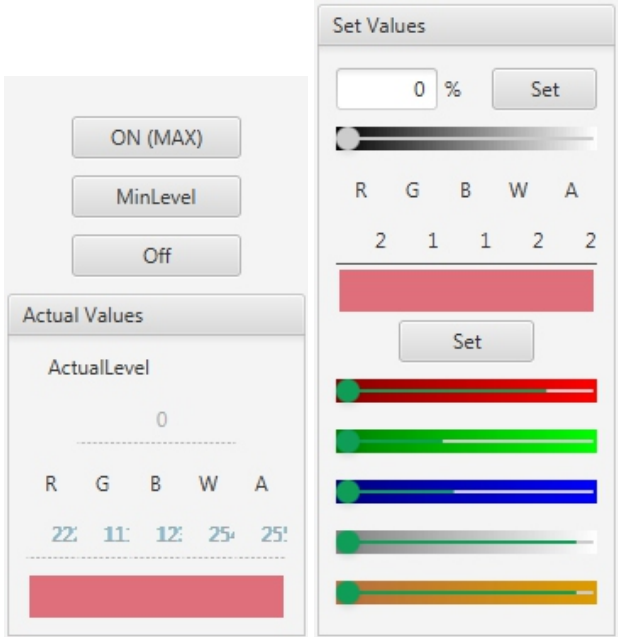 ON (MAX)
MinLevel
Off
Actual Values
ActualLevel
0
R G B W A
Set Values
0 % Set
R G B W A
2 1 1 2 2
Set